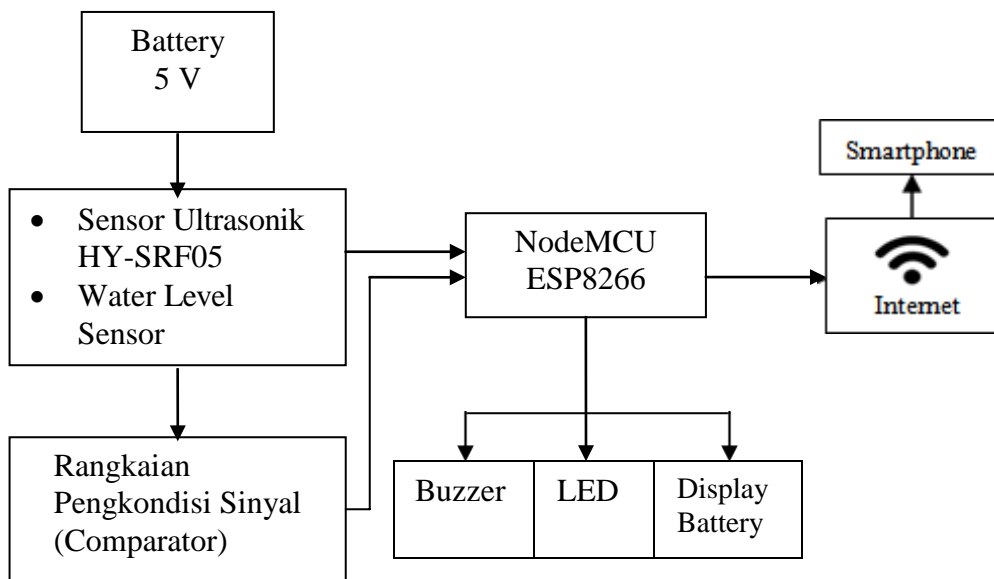 Battery
5 V
Smartphone
• Sensor Ultrasonik
HY-SRF05
• Water Level
Sensor
NodeMCU
ESP8266
Internet
Rangkaian
Pengkondisi Sinyal
(Comparator)
Buzzer
LED
Display
Battery